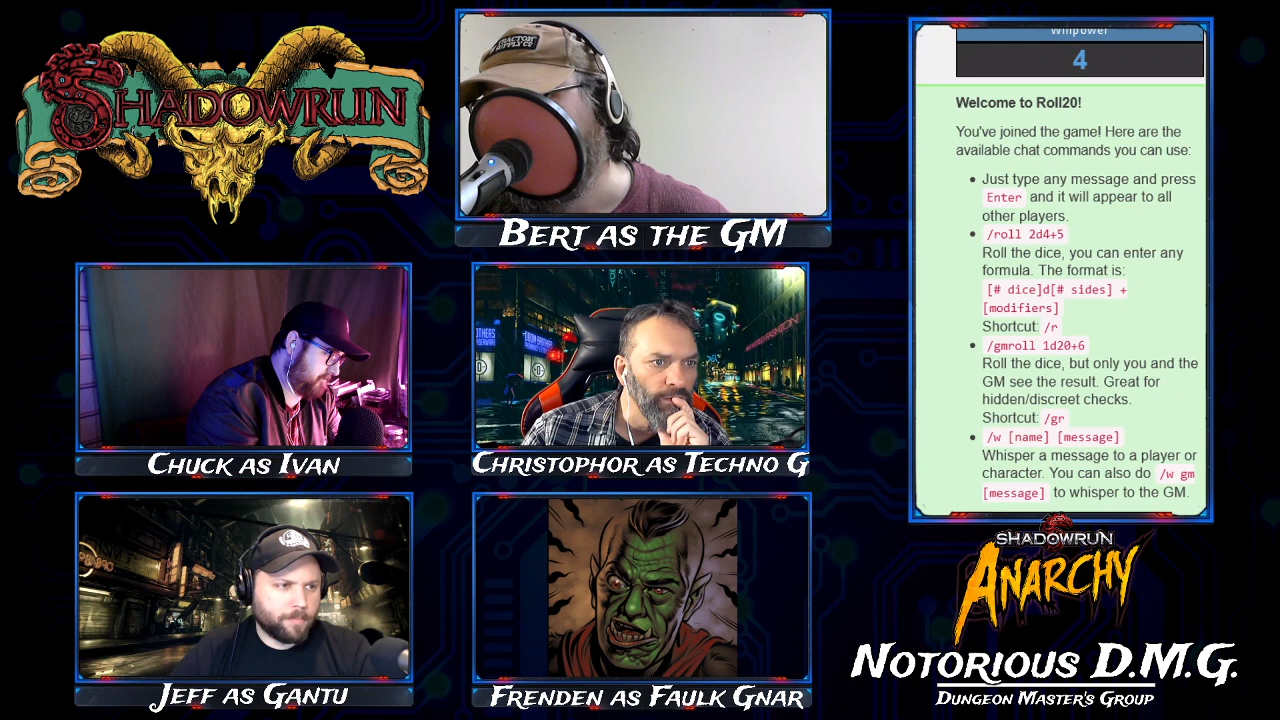 SHADOWRUN
TRACTOR
SUPPLY CO
BERT AS THE GM
CHUCK AS IVAN
CHRISTOPHOR AS TECHNO G
JEFF AS GANTU
FRENDEN AS FAULK GNAR
Willpower
4
Welcome to Roll20!
You've joined the game! Here are the
available chat commands you can use:
• Just type any message and press
Enter and it will appear to all
other players.
• /roll 2d4+5
Roll the dice, you can enter any
formula. The format is:
[# dice]d[# sides] +
[modifiers]
Shortcut: /r
• /gmroll 1d20+6
Roll the dice, but only you and the
GM see the result. Great for
hidden/discreet checks.
Shortcut: /gr
• /w [name] [message]
Whisper a message to a player or
character. You can also do /w gm
[message] to whisper to the GM.
SHADOWRUN
ANARCHY
NOTORIOUS D.M.G.
DUNGEON MASTER'S GROUP